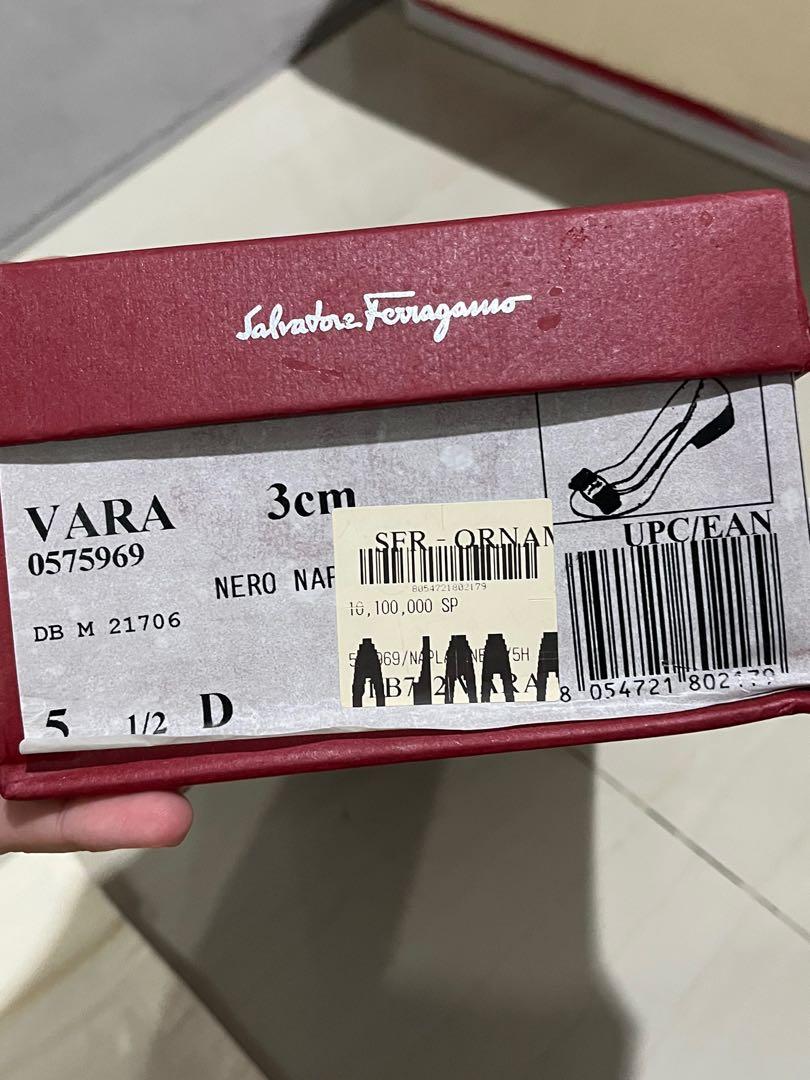 Salvatore Ferragamo
VARA 3cm
0575969
NERO
DB M 21706
5 1/2 D
SFR - ORNAM
8054721802179
10,100,000 SP
UPC/EAN
8 054721 802179